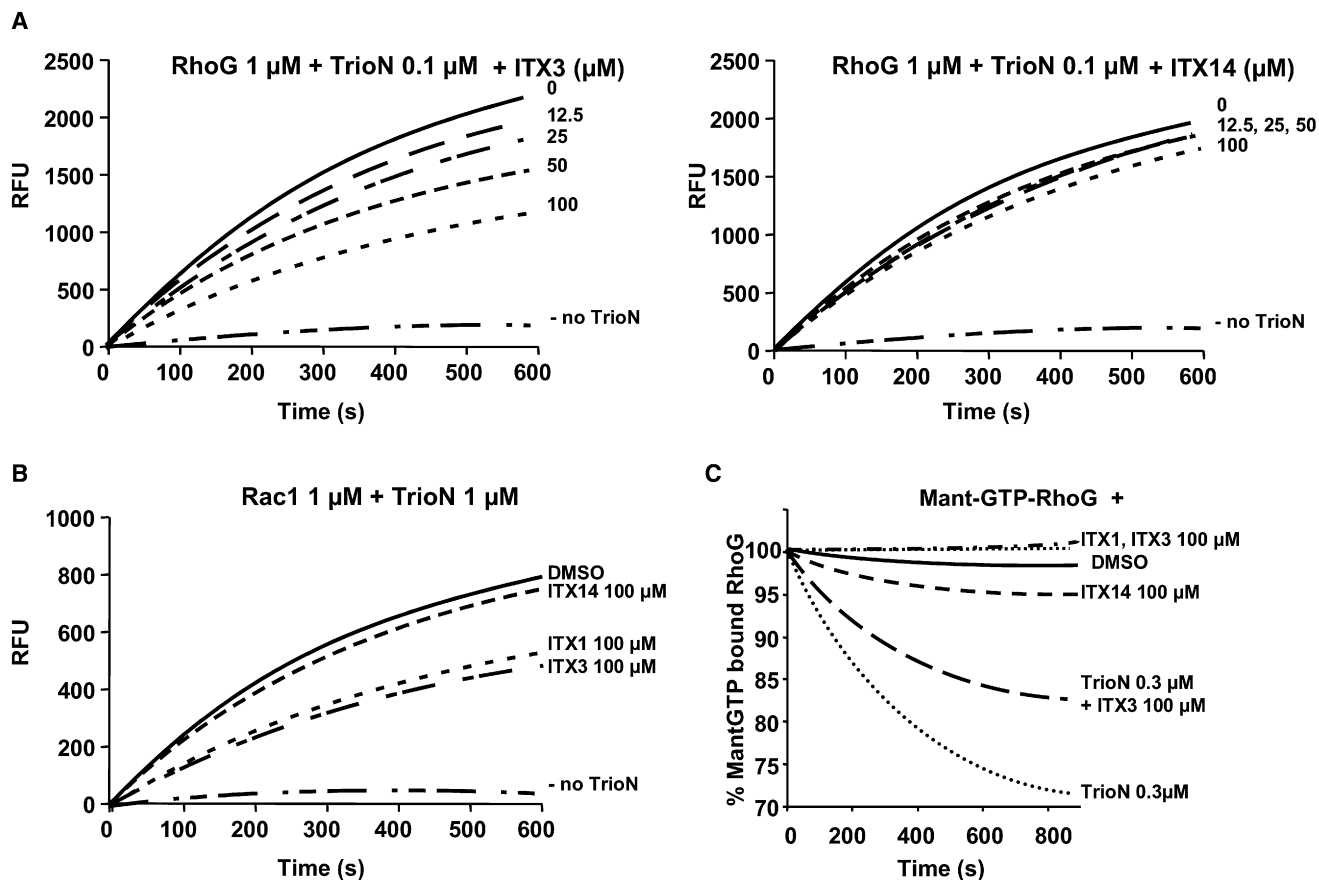 A
RhoG 1 µM + TrioN 0.1 µM + ITX3 (µM)
2500
2000
1500
1000
500
0
RFU
0
12.5
25
50
100
- no TrioN
0 100 200 300 400 500 600
Time (s)
RhoG 1 µM + TrioN 0.1 µM + ITX14 (µM)
2500
2000
1500
1000
500
0
RFU
0
12.5, 25, 50
100
- no TrioN
0 100 200 300 400 500 600
Time (s)
B
Rac1 1 µM + TrioN 1 µM
1000
800
600
400
200
0
RFU
DMSO
ITX14 100 µM
ITX1 100 µM
ITX3 100 µM
- no TrioN
0 100 200 300 400 500 600
Time (s)
C
Mant-GTP-RhoG +
100
95
90
85
80
75
70
% MantGTP bound RhoG
ITX1, ITX3 100 µM
DMSO
ITX14 100 µM
TrioN 0.3 µM
+ ITX3 100 µM
TrioN 0.3µM
0 200 400 600 800
Time (s)